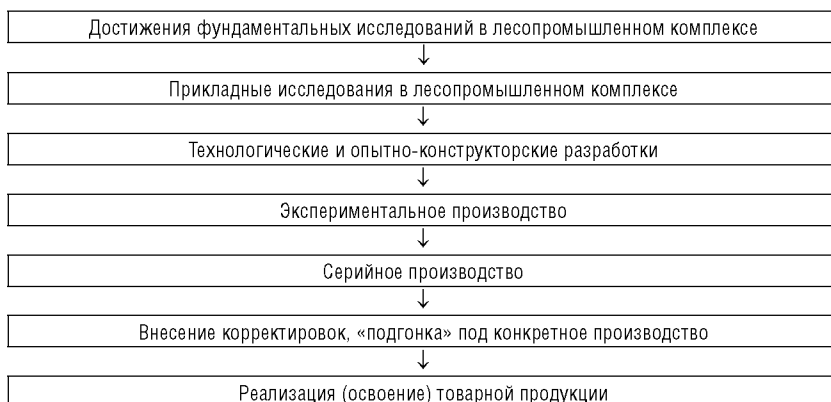 Достижения фундаментальных исследований в лесопромышленном комплексе
↓
Прикладные исследования в лесопромышленном комплексе
↓
Технологические и опытно-конструкторские разработки
↓
Экспериментальное производство
↓
Серийное производство
↓
Внесение корректировок, «подгонка» под конкретное производство
↓
Реализация (освоение) товарной продукции